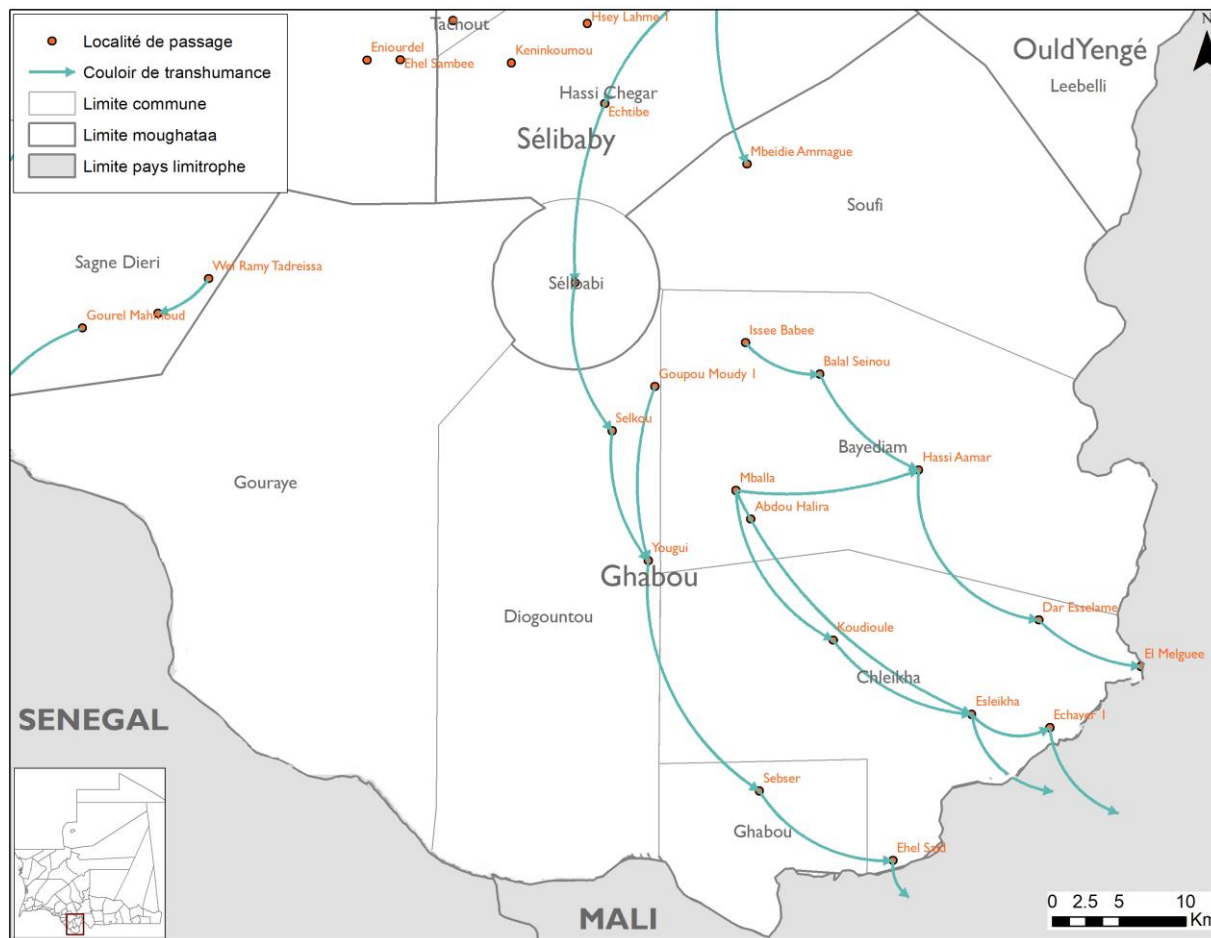 Localité de passage
Couloir de transhumance
Limite commune
Limite moughataa
Limite pays limitrophe
Tachout
Hsey Lahme 1
Eniourdel
Ehel Sambee
Keninkoumou
Hassi Chegar
Echtibe
Sélibaby
OuldYengé
Leebelli
N
Mbeidie Ammague
Soufi
Sagne Dieri
Wel Ramy Tadreissa
Gourel Mahmoud
Sélibabi
Issee Babee
Balal Seinou
Goupou Moudy 1
Selkou
Bayediam
Hassi Aamar
Gouraye
Mballa
Abdou Halira
Yougui
Ghabou
Diogountou
Koudioule
Dar Esselame
El Melguee
Chleikha
Esleikha
Echayer 1
SENEGAL
Sebser
Ghabou
Ehel Said
MALI
0 2.5 5 10
Km